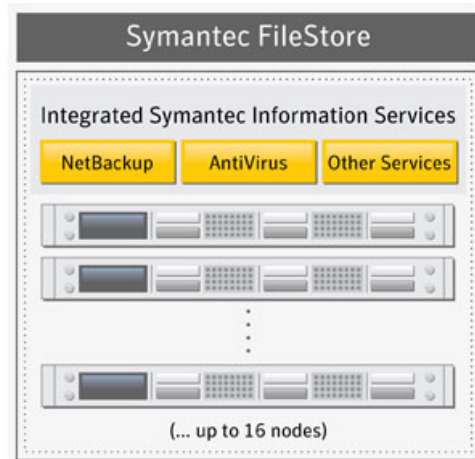 Symantec FileStore
Integrated Symantec Information Services
NetBackup AntiVirus Other Services
(... up to 16 nodes)